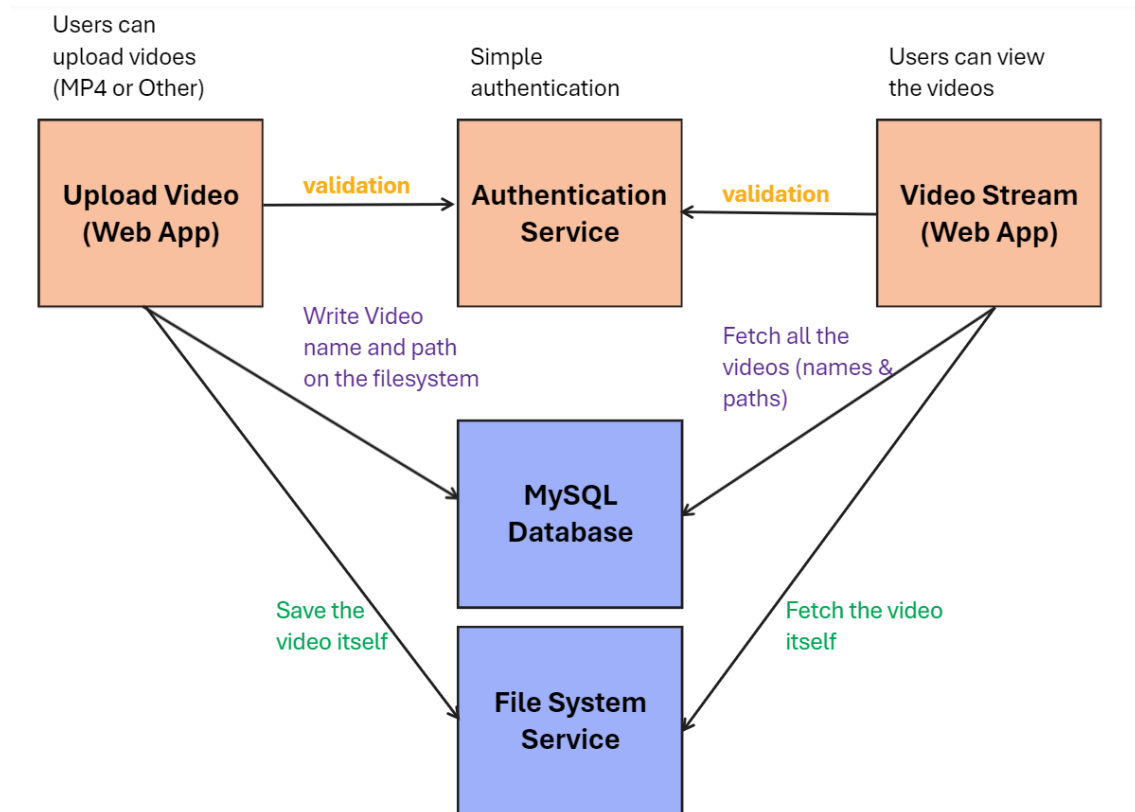 Users can
upload vidoes
(MP4 or Other)
Simple
authentication
Users can view
the videos
Upload Video
(Web App)
validation
Authentication
Service
validation
Video Stream
(Web App)
Write Video
name and path
on the filesystem
Fetch all the
videos (names &
paths)
MySQL
Database
Save the
video itself
Fetch the video
itself
File System
Service